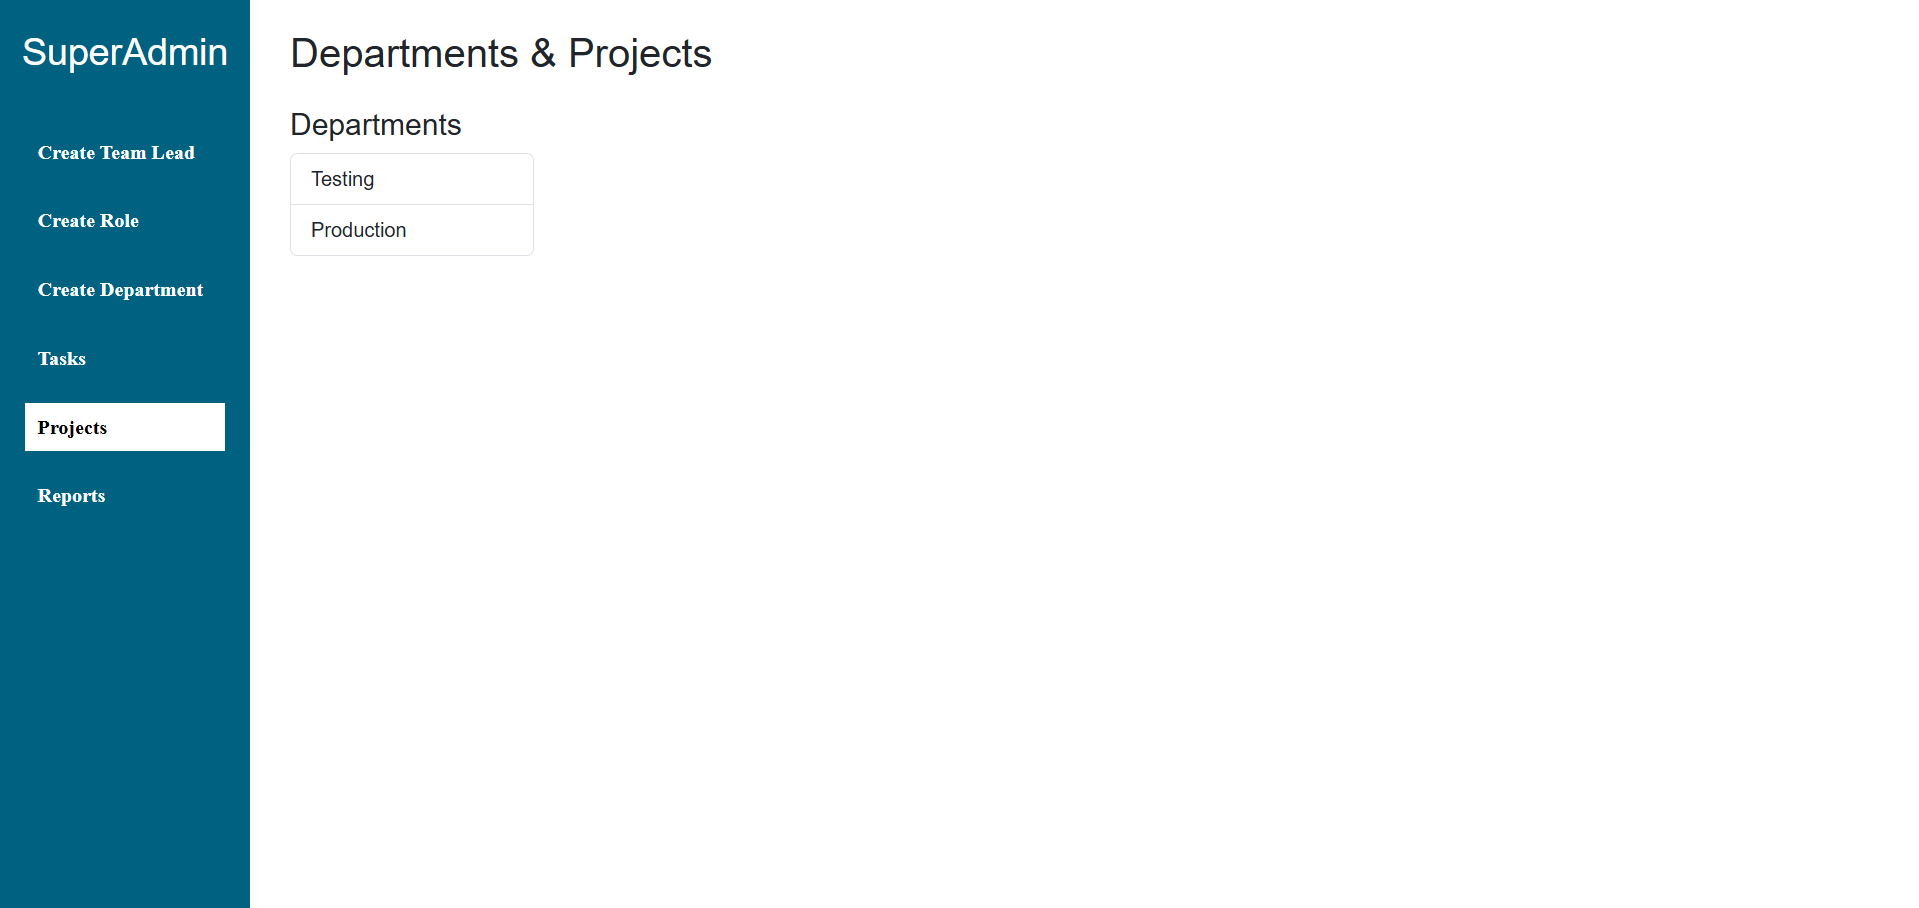 SuperAdmin
Create Team Lead
Create Role
Create Department
Tasks
Projects
Reports
Departments & Projects
Departments
Testing
Production